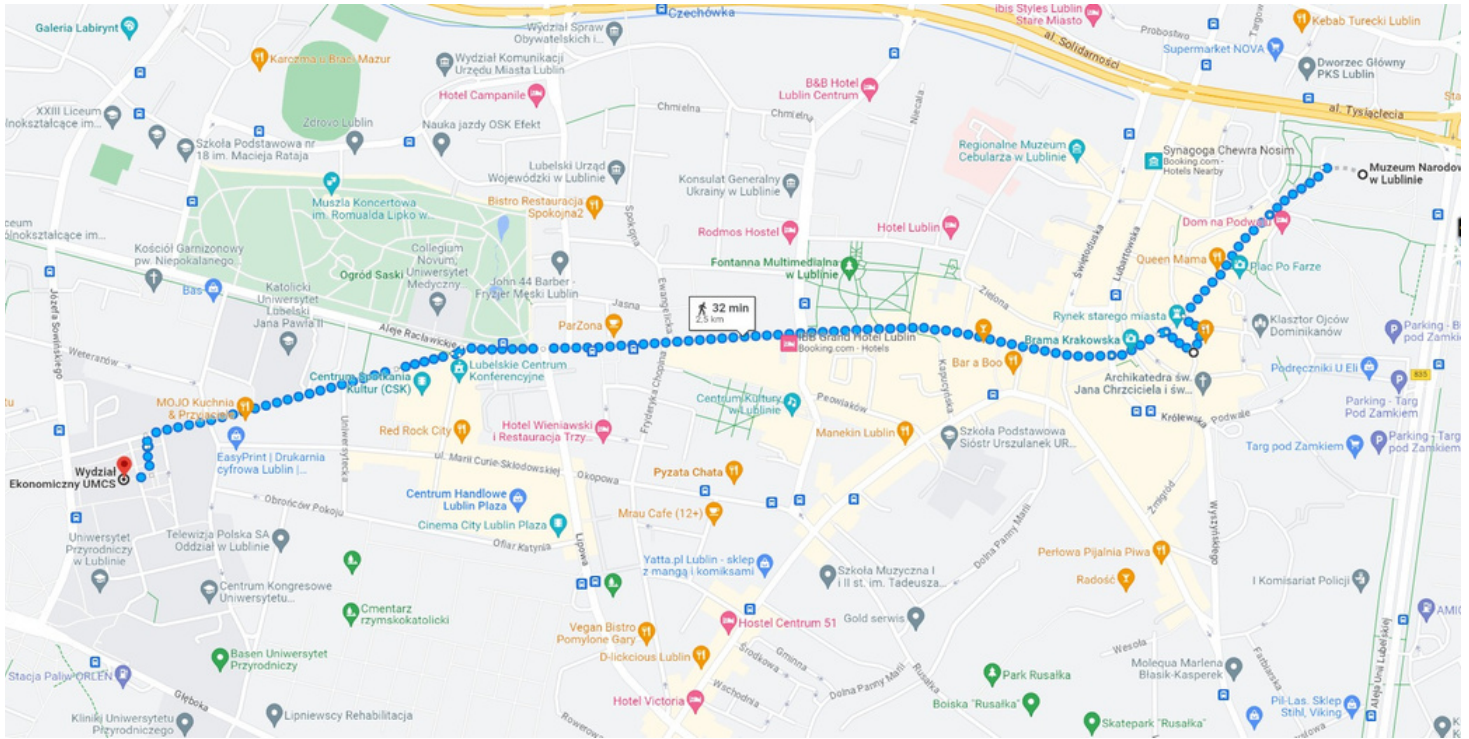 Galeria Labirynt
Karczma u Braci Mazur
Wydział Spraw
Obywatelskich i...
Czechówka
Wydział Komunikacji
Urzędu Miasta Lublin
Hotel Campanile
XXIII Liceum
Zdrovo Lublin
Nauka jazdy OSK Efekt
Szkoła Podstawowa nr
18 im. Macieja Rataja
Lubelski Urząd
Wojewódzki w Lublinie
Muszla Koncertowa
im. Romualda Lipko w...
Bistro Restauracja
Spokojna2
Spokojna
Chmielna
Chmielna
B&B Hotel
Lublin Centrum
Niecała
Konsulat Generalny
Ukrainy w Lublinie
Rodmos Hostel
Hotel Lublin
Fontanna Multimedialna
w Lublinie
ibis Styles Lublin
Stare Miasto
al. Solidarności
Probostwo
Kebab Turecki Lublin
Supermarket NOVA
Dworzec Główny
PKS Lublin
al. Tysiąclecia
Regionalne Muzeum
Cebularza w Lublinie
Synagoga Chewra Nosim
Booking.com -
Hotels Nearby
Muzeum Narodow
w Lublinie
Dom na Podwalu
Queen Mama
Plac Po Farze
Świętoduska
Lubartowska
Zielona
Rynek starego miasta
Klasztor Ojców
Dominikanów
Brama Krakowska
Archikatedra św.
Jana Chrzciciela i św...
Parking - B
pod Zamkiem
Podręczniki U Eli
835
Parking - Targ
Pod Zamkiem
Targ pod Zamkiem
Parking - Targ
pod Zamkiem
Królewska
Podwale
Kościół Garnizonowy
pw. Niepokalanego...
Bas
Katolicki
Uniwersytet
Lubelski
Jana Pawła II
Ogród Saski
Collegium
Novum,
Uniwersytet
Medyczny
John 44 Barber -
Fryzjer Męski Lublin
Jasna
Ewangelicka
ParZona
Aleje Racławickie
Józefa Sowińskiego
Weteranów
32 min
2,5 km
IBB Grand Hotel Lublin
Booking.com - Hotels
Bar a Boo
Kapucyńska
Centrum Spotkania
Kultur (CSK)
Lubelskie Centrum
Konferencyjne
Fryderyka Chopina
Centrum Kultury
w Lublinie
Peowiaków
MOJO Kuchnia
& Przyjaciele
Red Rock City
Hotel Wieniawski
i Restauracja Trzy...
Manekin Lublin
Szkoła Podstawowa
Sióstr Urszulanek UR...
Uniwersytecka
EasyPrint | Drukarnia
cyfrowa Lublin |...
Wydział
Ekonomiczny UMCS
ul. Marii Curie-Skłodowskiej
Okopowa
Pyzata Chata
Centrum Handlowe
Lublin Plaza
Obrońców Pokoju
Cinema City Lublin Plaza
Mrau Cafe (12+)
Ofiar Katynia
Lipowa
Telewizja Polska SA
Oddział w Lublinie
Uniwersytet
Przyrodniczy
w Lublinie
Centrum Kongresowe
Uniwersytetu...
Cmentarz
rzymskokatolicki
Yatta.pl Lublin - sklep
z mangą i komiksami
Szkoła Muzyczna I
i II st. im. Tadeusza...
Dolna Panny Marii
Żmigród
Wyszyńskiego
Perłowa Pijalnia Piwa
Radość
I Komisariat Policji
Gold serwis
Hostel Centrum 51
Vegan Bistro
Pomylone Gary
D-lickcious Lublin
Środkowa
Gminna
Wschodnia
Dolna Panny Marii
Rusałka
Park Rusałka
Boiska "Rusałka"
Skatepark "Rusałka"
Wesoła
Molequa Marlena
Błasik-Kasperek
Farbiarska
Pil-Las. Sklep
Stihl, Viking
Aleja Unii Lubelskiej
Basen Uniwersytet
Przyrodniczy
Stacja Paliw ORLEN
Głęboka
Kliniki Uniwersytetu
Przyrodniczego
Lipniewscy Rehabilitacja
Hotel Victoria
Rowerowa